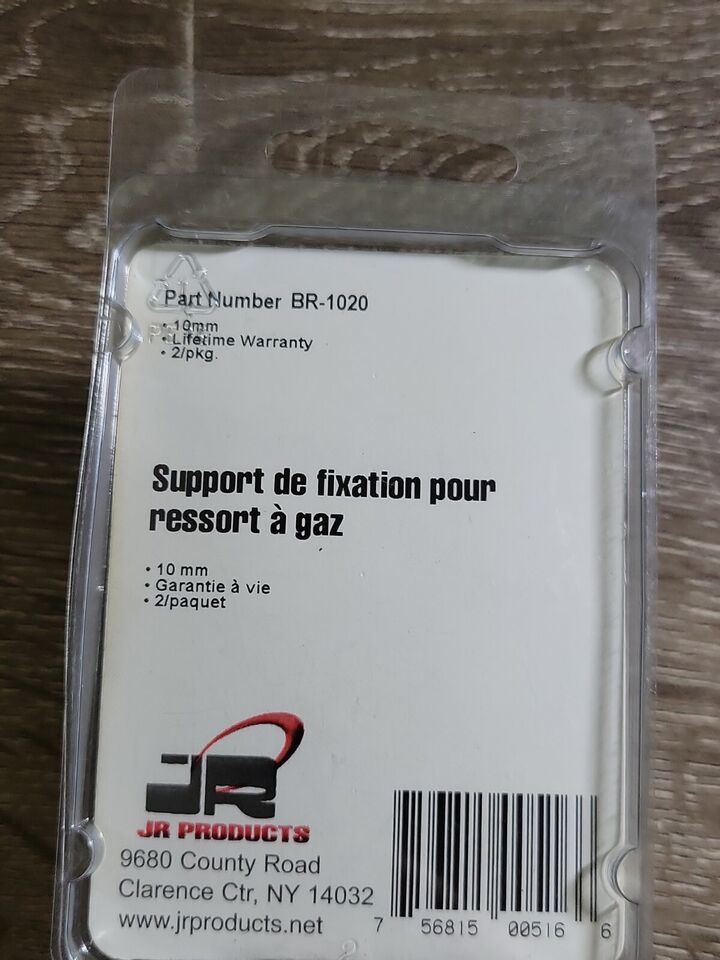 Part Number BR-1020
• 10mm
• Lifetime Warranty
• 2/pkg.
Support de fixation pour
ressort à gaz
• 10 mm
• Garantie à vie
• 2/paquet
JR
JR PRODUCTS
9680 County Road
Clarence Ctr, NY 14032
www.jrproducts.net
7 56815 00516 6